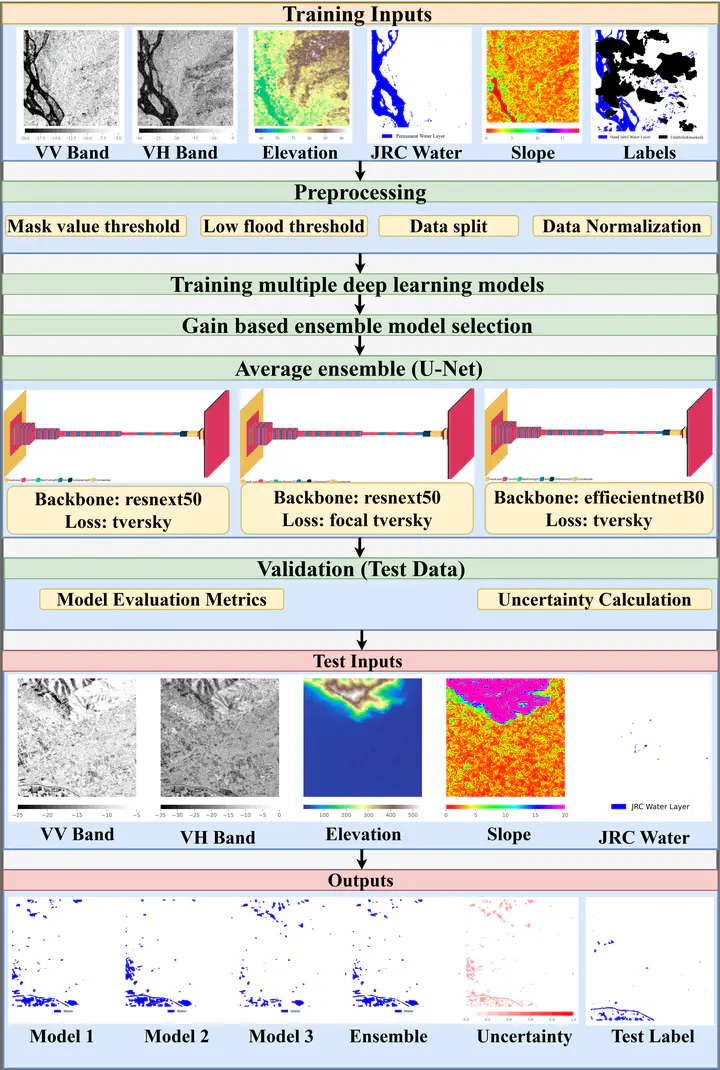 Training Inputs
Permenent Water Layer
VV Band
VH Band
Elevation
JRC Water
Slope
Labels
Preprocessing
Mask value threshold
Low flood threshold
Data split
Data Normalization
Training multiple deep learning models
Gain based ensemble model selection
Average ensemble (U-Net)
Backbone: resnext50
Loss: tversky
Backbone: resnext50
Loss: focal tversky
Backbone: effiecientnetB0
Loss: tversky
Validation (Test Data)
Model Evaluation Metrics
Uncertainty Calculation
Test Inputs
−25 −20 −15 −10 −5
−35 −30 −25 −20 −15 −10 −5 0
100 200 300 400 500
0 5 10 15 20
JRC Water Layer
VV Band
VH Band
Elevation
Slope
JRC Water
Outputs
Water
Water
Water
Water
Model 1
Model 2
Model 3
Ensemble
Uncertainty
Test Label